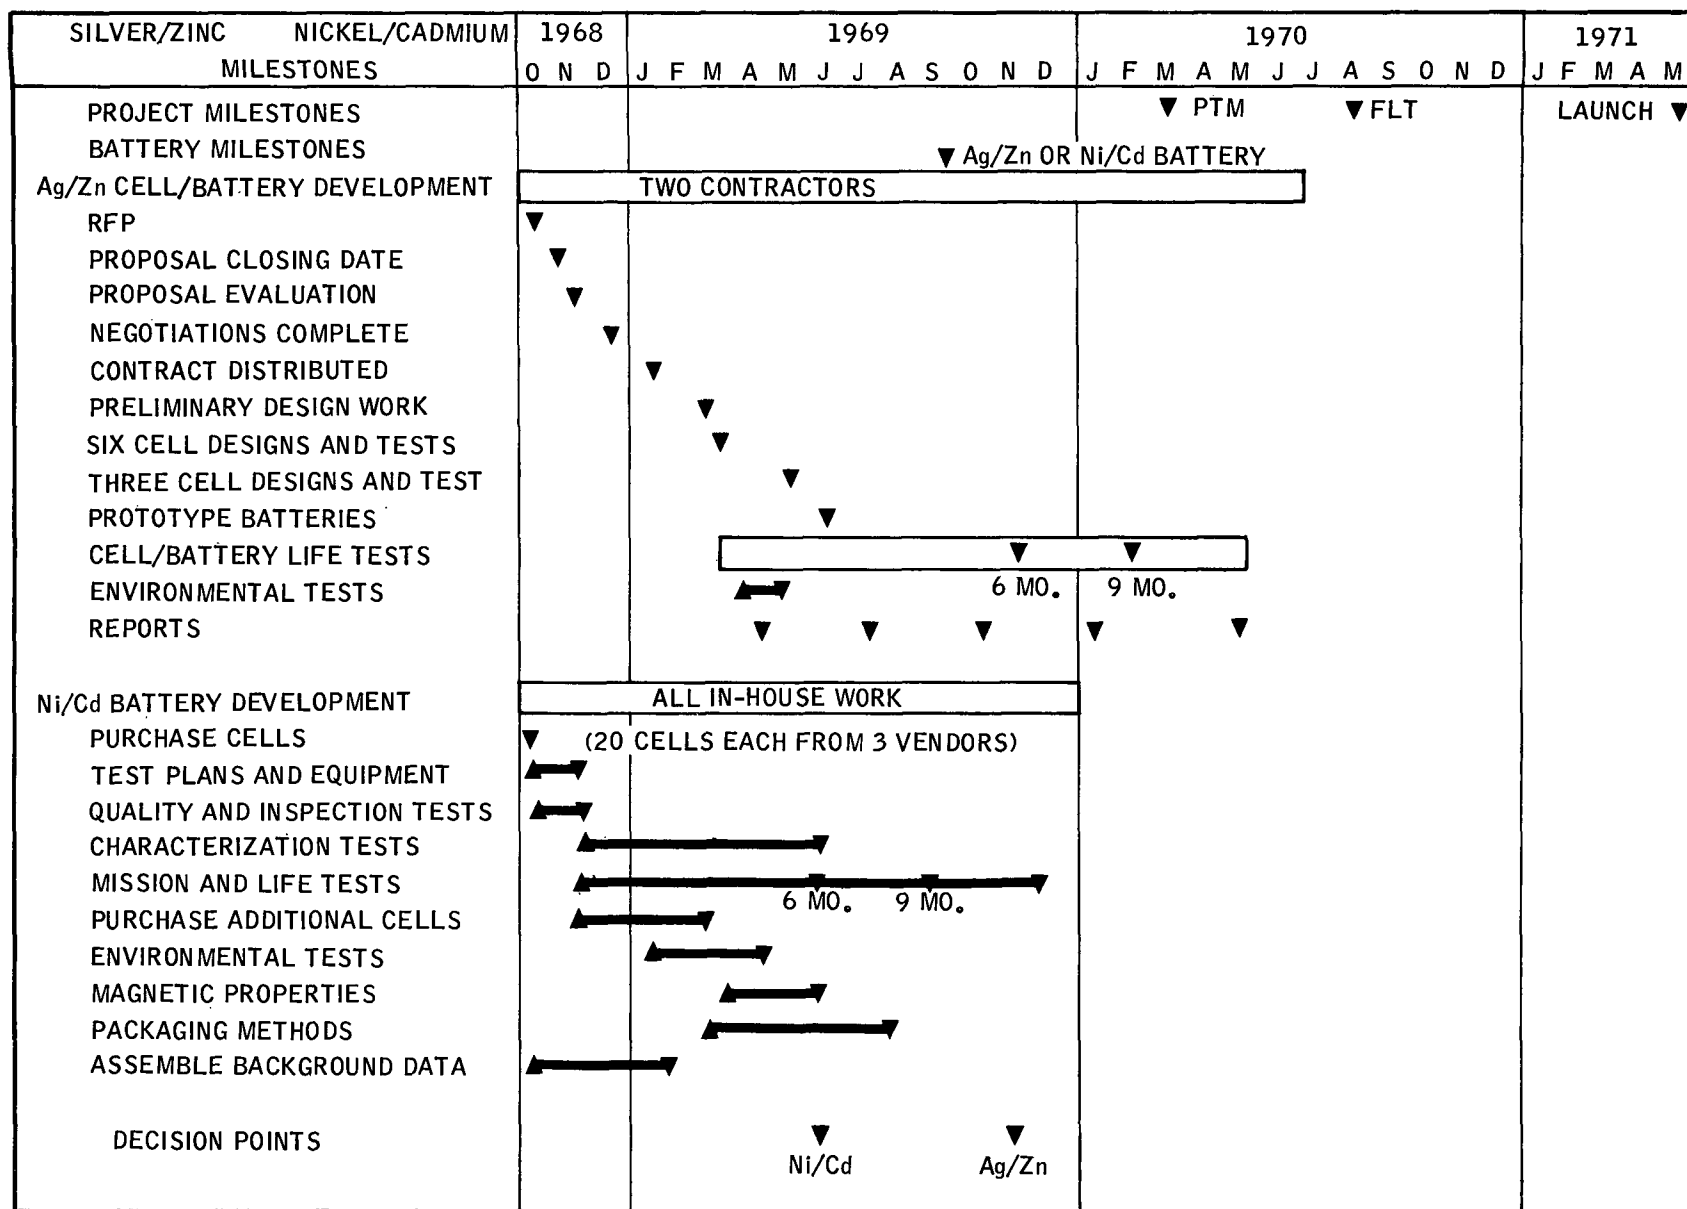 SILVER/ZINC NICKEL/CADMIUM 1968 1969 1970 1971
MILESTONES O N D J F M A M J J A S O N D J F M A M J J A S O N D J F M A M
PROJECT MILESTONES PTM FLT LAUNCH
BATTERY MILESTONES Ag/Zn OR Ni/Cd BATTERY
Ag/Zn CELL/BATTERY DEVELOPMENT TWO CONTRACTORS
RFP
PROPOSAL CLOSING DATE
PROPOSAL EVALUATION
NEGOTIATIONS COMPLETE
CONTRACT DISTRIBUTED
PRELIMINARY DESIGN WORK
SIX CELL DESIGNS AND TESTS
THREE CELL DESIGNS AND TEST
PROTOTYPE BATTERIES
CELL/BATTERY LIFE TESTS
ENVIRONMENTAL TESTS 6 MO. 9 MO.
REPORTS
Ni/Cd BATTERY DEVELOPMENT ALL IN-HOUSE WORK
PURCHASE CELLS (20 CELLS EACH FROM 3 VENDORS)
TEST PLANS AND EQUIPMENT
QUALITY AND INSPECTION TESTS
CHARACTERIZATION TESTS
MISSION AND LIFE TESTS
6 MO. 9 MO.
PURCHASE ADDITIONAL CELLS
ENVIRONMENTAL TESTS
MAGNETIC PROPERTIES
PACKAGING METHODS
ASSEMBLE BACKGROUND DATA
DECISION POINTS
Ni/Cd Ag/Zn